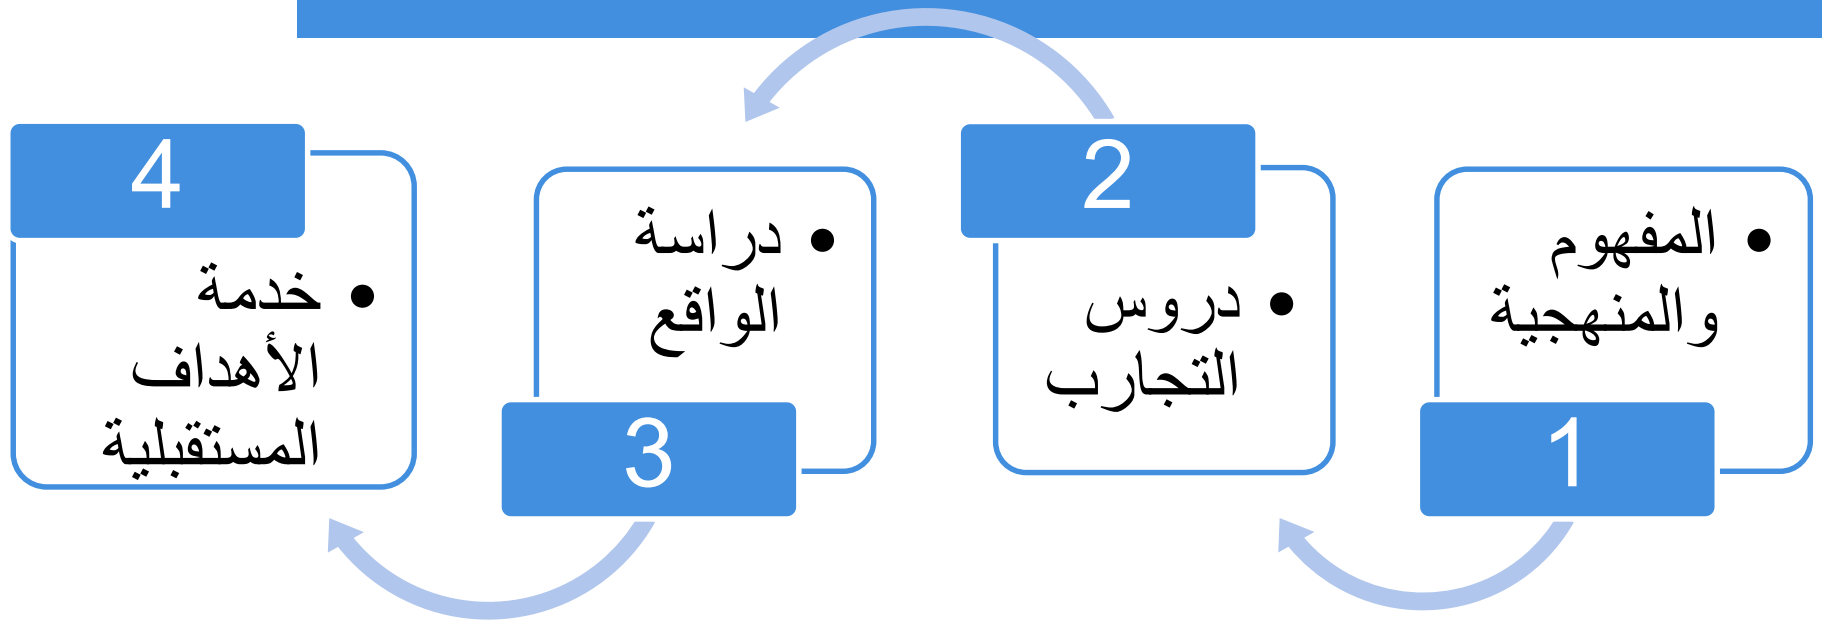 • المفهوم
والمنهجية
1
2
• دروس
التجارب
• دراسة
الواقع
3
4
• خدمة
الأهداف
المستقبلية